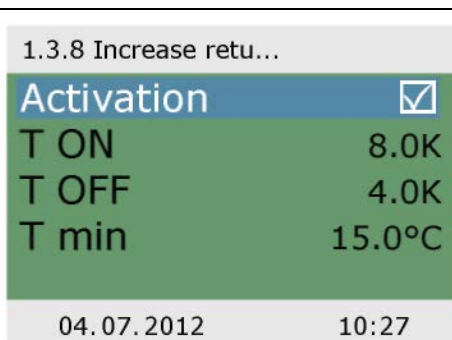 1.3.8 Increase retu...
Activation
T ON 8.0K
T OFF 4.0K
T min 15.0°C
04.07.2012 10:27